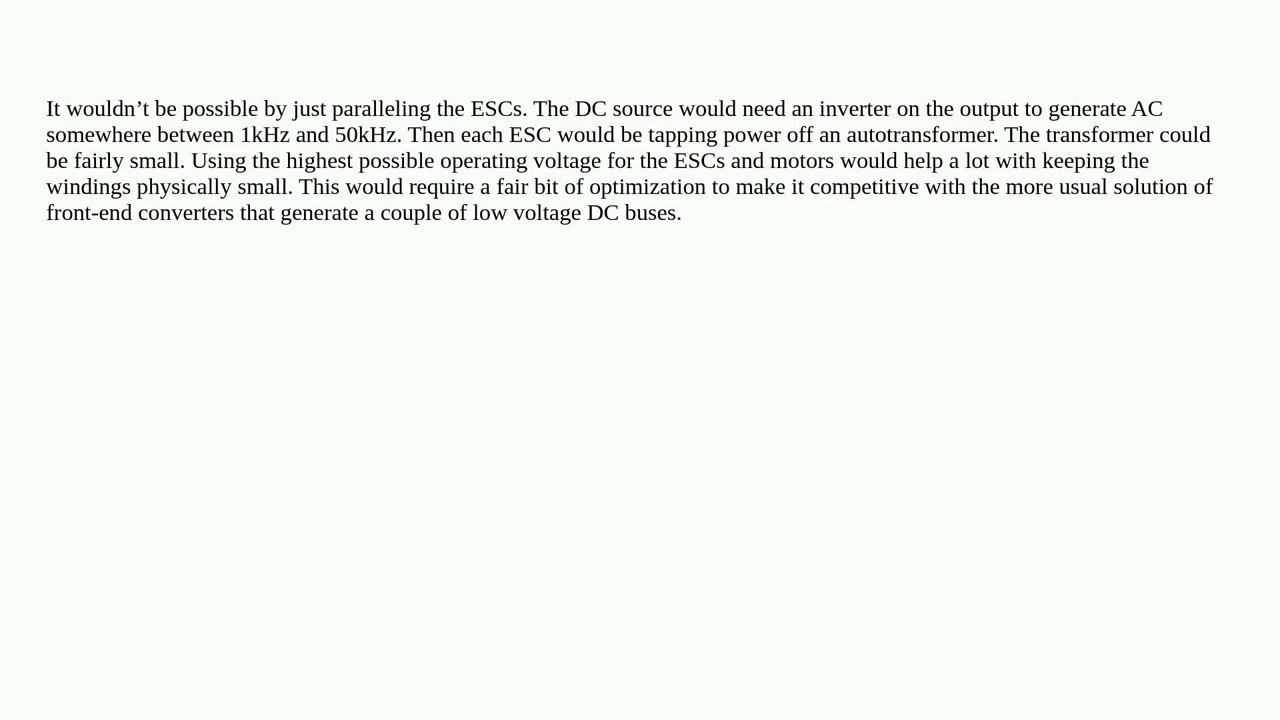 It wouldn’t be possible by just paralleling the ESCs. The DC source would need an inverter on the output to generate AC
somewhere between 1kHz and 50kHz. Then each ESC would be tapping power off an autotransformer. The transformer could
be fairly small. Using the highest possible operating voltage for the ESCs and motors would help a lot with keeping the
windings physically small. This would require a fair bit of optimization to make it competitive with the more usual solution of
front-end converters that generate a couple of low voltage DC buses.